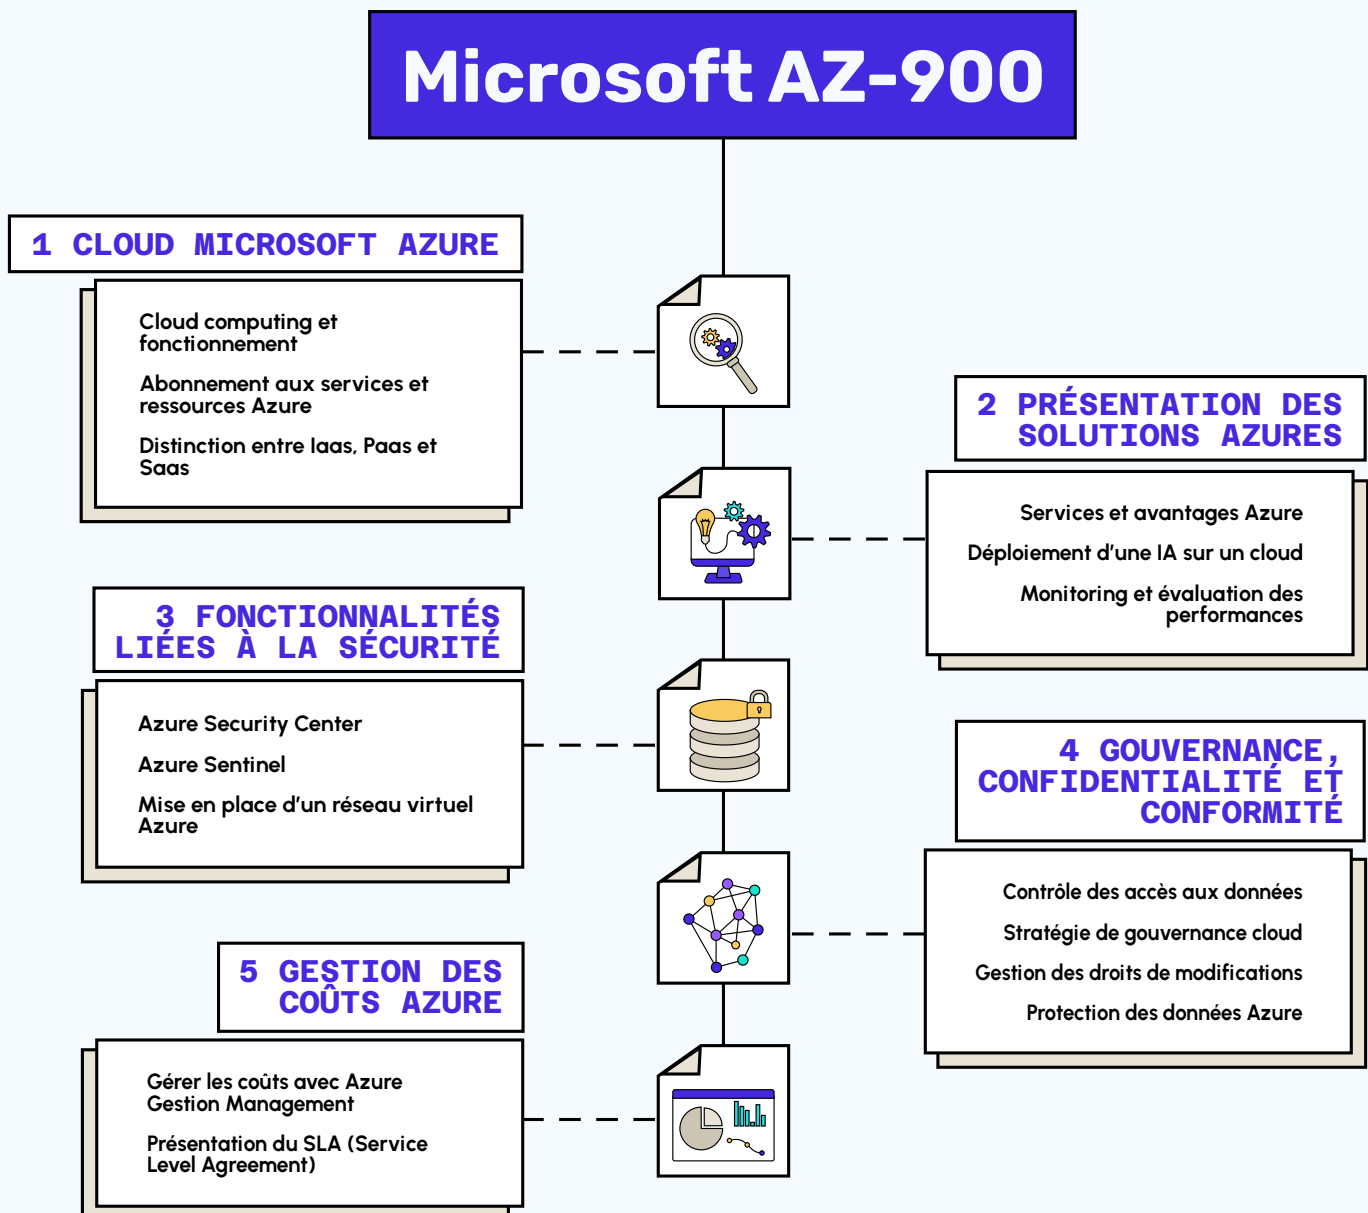 Microsoft AZ-900
1 CLOUD MICROSOFT AZURE
Cloud computing et
fonctionnement
Abonnement aux services et
ressources Azure
Distinction entre Iaas, Paas et
Saas
2 PRÉSENTATION DES
SOLUTIONS AZURES
Services et avantages Azure
Déploiement d'une IA sur un cloud
Monitoring et évaluation des
performances
3 FONCTIONNALITÉS
LIÉES À LA SÉCURITÉ
Azure Security Center
Azure Sentinel
Mise en place d'un réseau virtuel
Azure
4 GOUVERNANCE,
CONFIDENTIALITÉ ET
CONFORMITÉ
Contrôle des accès aux données
Stratégie de gouvernance cloud
Gestion des droits de modifications
Protection des données Azure
5 GESTION DES
COÛTS AZURE
Gérer les coûts avec Azure
Gestion Management
Présentation du SLA (Service
Level Agreement)